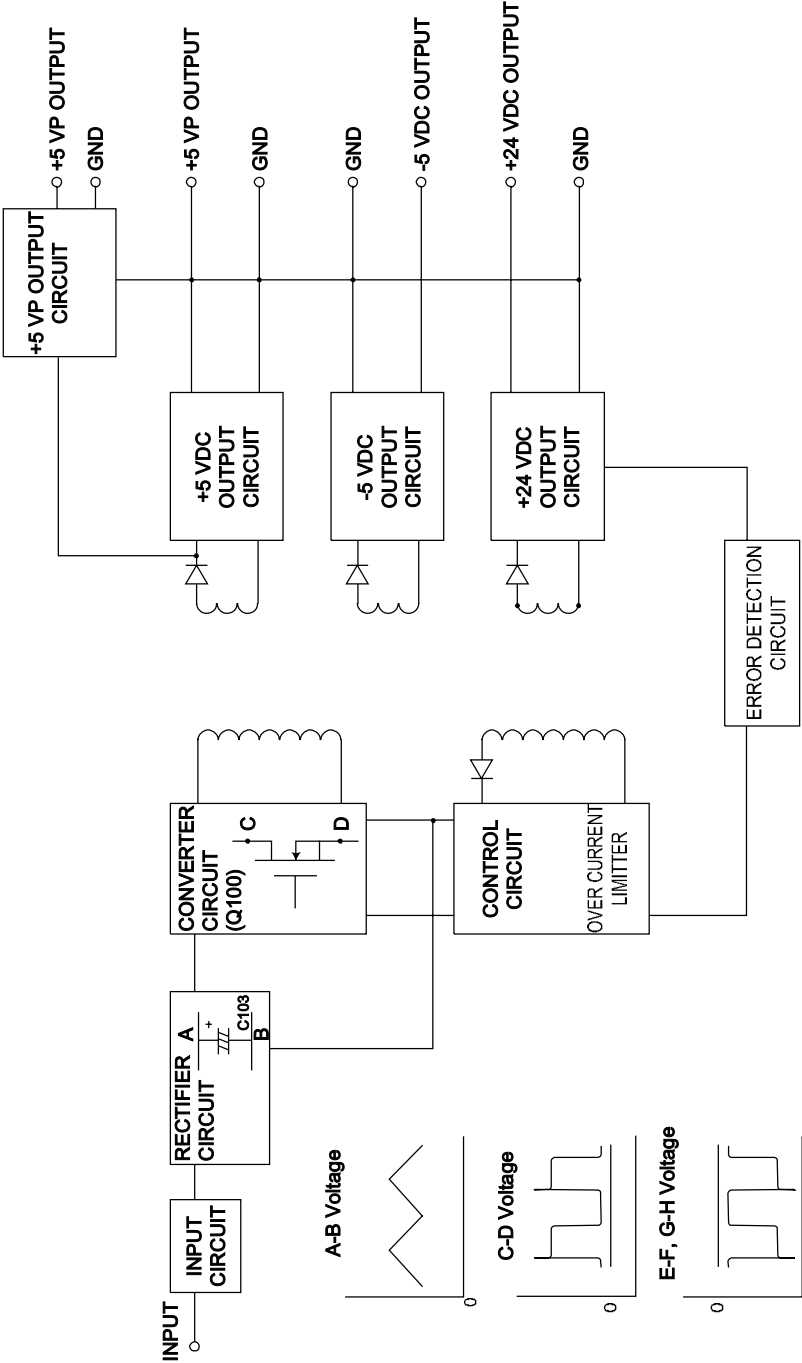 INPUT
INPUT
CIRCUIT
RECTIFIER
CIRCUIT
A
+
C103
B
CONVERTER
CIRCUIT
(Q100)
C
D
CONTROL
CIRCUIT
OVER CURRENT
LIMITTER
+5 VP OUTPUT
CIRCUIT
+5 VP OUTPUT
GND
+5 VDC
OUTPUT
CIRCUIT
+5 VP OUTPUT
GND
-5 VDC
OUTPUT
CIRCUIT
GND
-5 VDC OUTPUT
+24 VDC
OUTPUT
CIRCUIT
+24 VDC OUTPUT
GND
ERROR DETECTION
CIRCUIT
A-B Voltage
0
C-D Voltage
0
E-F, G-H Voltage
0